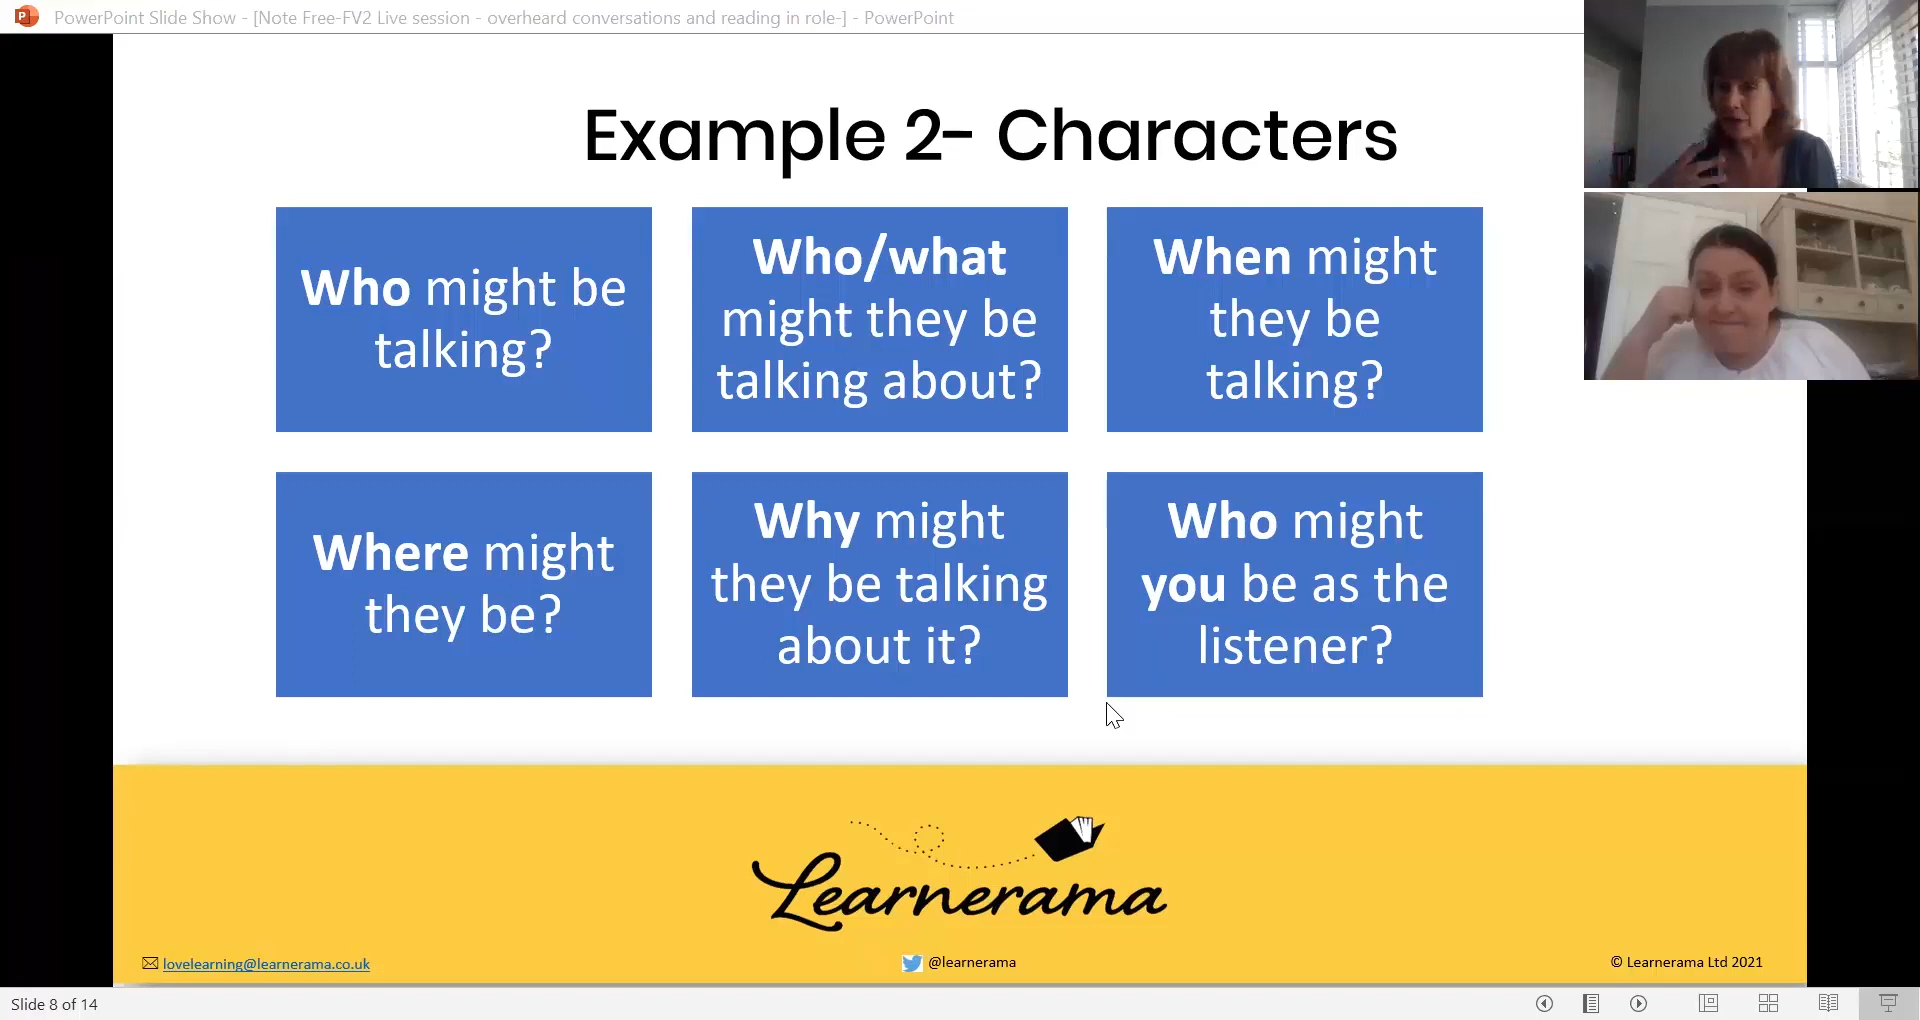 PowerPoint Slide Show - [Note Free-FV2 Live session - overheard conversations and reading in role-] - PowerPoint
Example 2- Characters
Who might be
talking?
Who/what
might they be
talking about?
When might
they be
talking?
Where might
they be?
Why might
they be talking
about it?
Who might
you be as the
listener?
Learnerama
lovelearning@learnerama.co.uk
@learnerama
© Learnerama Ltd 2021
Slide 8 of 14